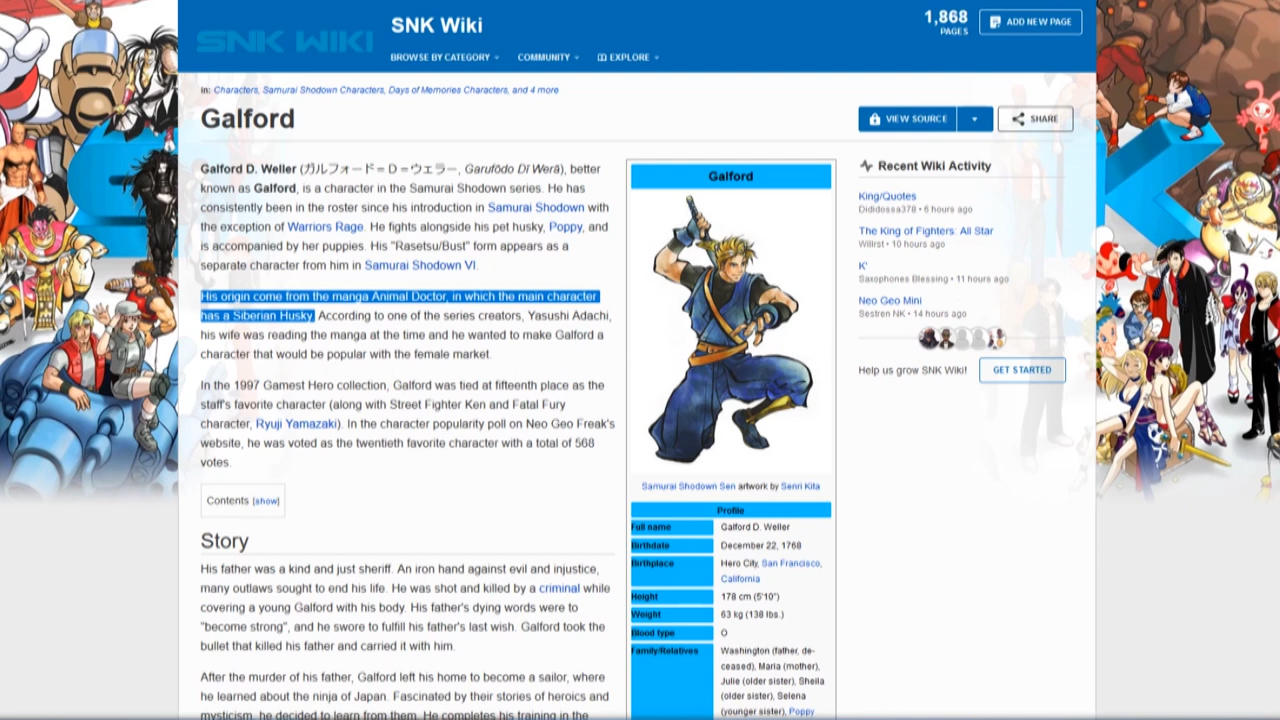 SNK WIKI
SNK Wiki
1,868
PAGES
ADD NEW PAGE
BROWSE BY CATEGORY
COMMUNITY
EXPLORE
in: Characters, Samurai Shodown Characters, Days of Memories Characters, and 4 more
Galford
VIEW SOURCE
SHARE
Galford D. Weller (ガルフォード=D=ウェラー, Garufōdo Dī Werā), better
known as Galford, is a character in the Samurai Shodown series. He has
consistently been in the roster since his introduction in Samurai Shodown with
the exception of Warriors Rage. He fights alongside his pet husky, Poppy, and
is accompanied by her puppies. His "Rasetsu/Bust" form appears as a
separate character from him in Samurai Shodown VI.
His origin come from the manga Animal Doctor, in which the main character
has a Siberian Husky. According to one of the series creators, Yasushi Adachi,
his wife was reading the manga at the time and he wanted to make Galford a
character that would be popular with the female market.
In the 1997 Gamest Hero collection, Galford was tied at fifteenth place as the
staff's favorite character (along with Street Fighter Ken and Fatal Fury
character, Ryuji Yamazaki). In the character popularity poll on Neo Geo Freak's
website, he was voted as the twentieth favorite character with a total of 568
votes.
Contents [show]
Story
His father was a kind and just sheriff. An iron hand against evil and injustice,
many outlaws sought to end his life. He was shot and killed by a criminal while
covering a young Galford with his body. His father's dying words were to
"become strong", and he swore to fulfill his father's last wish. Galford took the
bullet that killed his father and carried it with him.
After the murder of his father, Galford left his home to become a sailor, where
he learned about the ninja of Japan. Fascinated by their stories of heroics and
mysticism, he decided to learn from them. He completes his training in the
Galford
Samurai Shodown Sen artwork by Senri Kita
Profile
Full name Galford D. Weller
Birthdate December 22, 1768
Birthplace Hero City, San Francisco,
California
Height 178 cm (5'10")
Weight 63 kg (138 lbs.)
Blood type O
Family/Relatives Washington (father, de-
ceased), Maria (mother),
Julie (older sister), Sheila
(older sister), Selena
(younger sister), Poppy
Recent Wiki Activity
King/Quotes
Dididossa378 • 6 hours ago
The King of Fighters: All Star
Willrst • 10 hours ago
K'
Saxophones Blessing • 11 hours ago
Neo Geo Mini
Sestren NK • 14 hours ago
Help us grow SNK Wiki!
GET STARTED